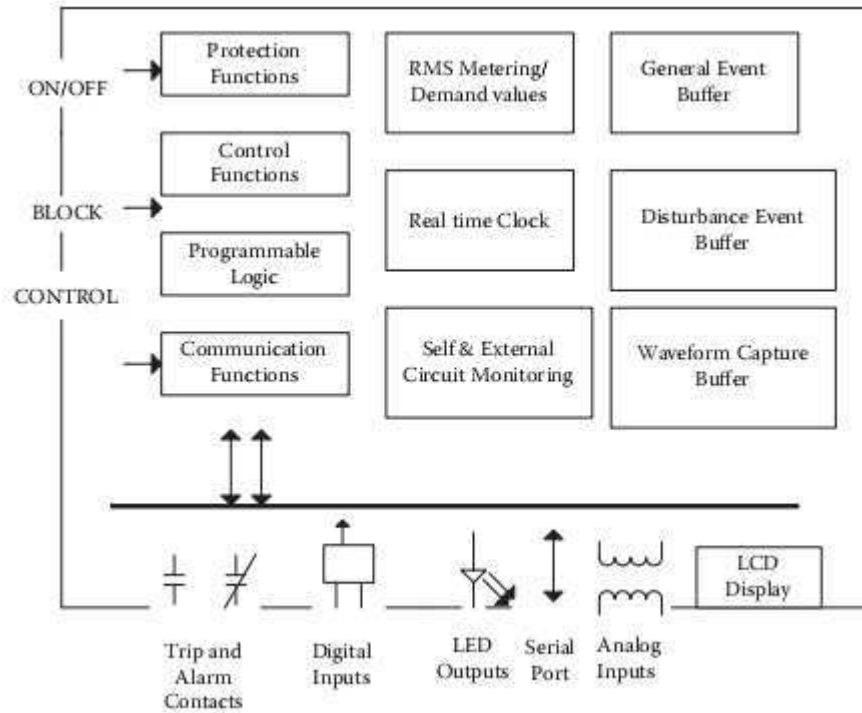 ON/OFF
BLOCK
CONTROL
Protection
Functions
Control
Functions
Programmable
Logic
Communication
Functions
RMS Metering/
Demand values
Real time Clock
Self & External
Circuit Monitoring
General Event
Buffer
Disturbance Event
Buffer
Waveform Capture
Buffer
LCD
Display
Trip and
Alarm
Contacts
Digital
Inputs
LED
Outputs
Serial
Port
Analog
Inputs